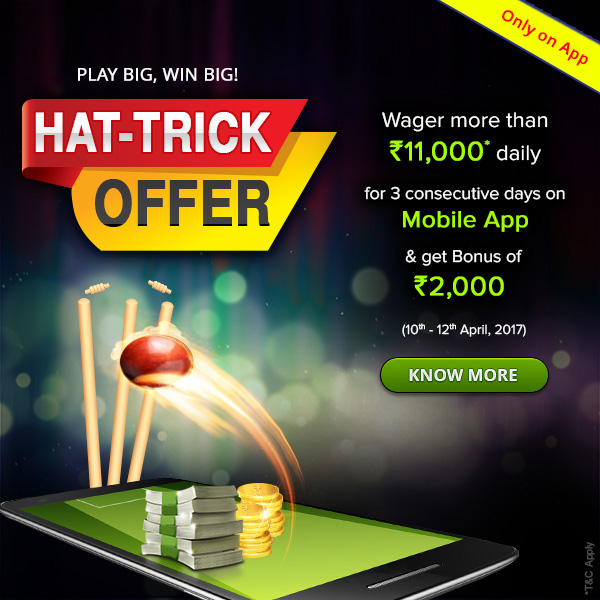 Only on App
PLAY BIG, WIN BIG!
HAT-TRICK
OFFER
Wager more than
₹11,000* daily
for 3 consecutive days on
Mobile App
& get Bonus of
₹2,000
(10th - 12th April, 2017)
KNOW MORE
*T&C Apply